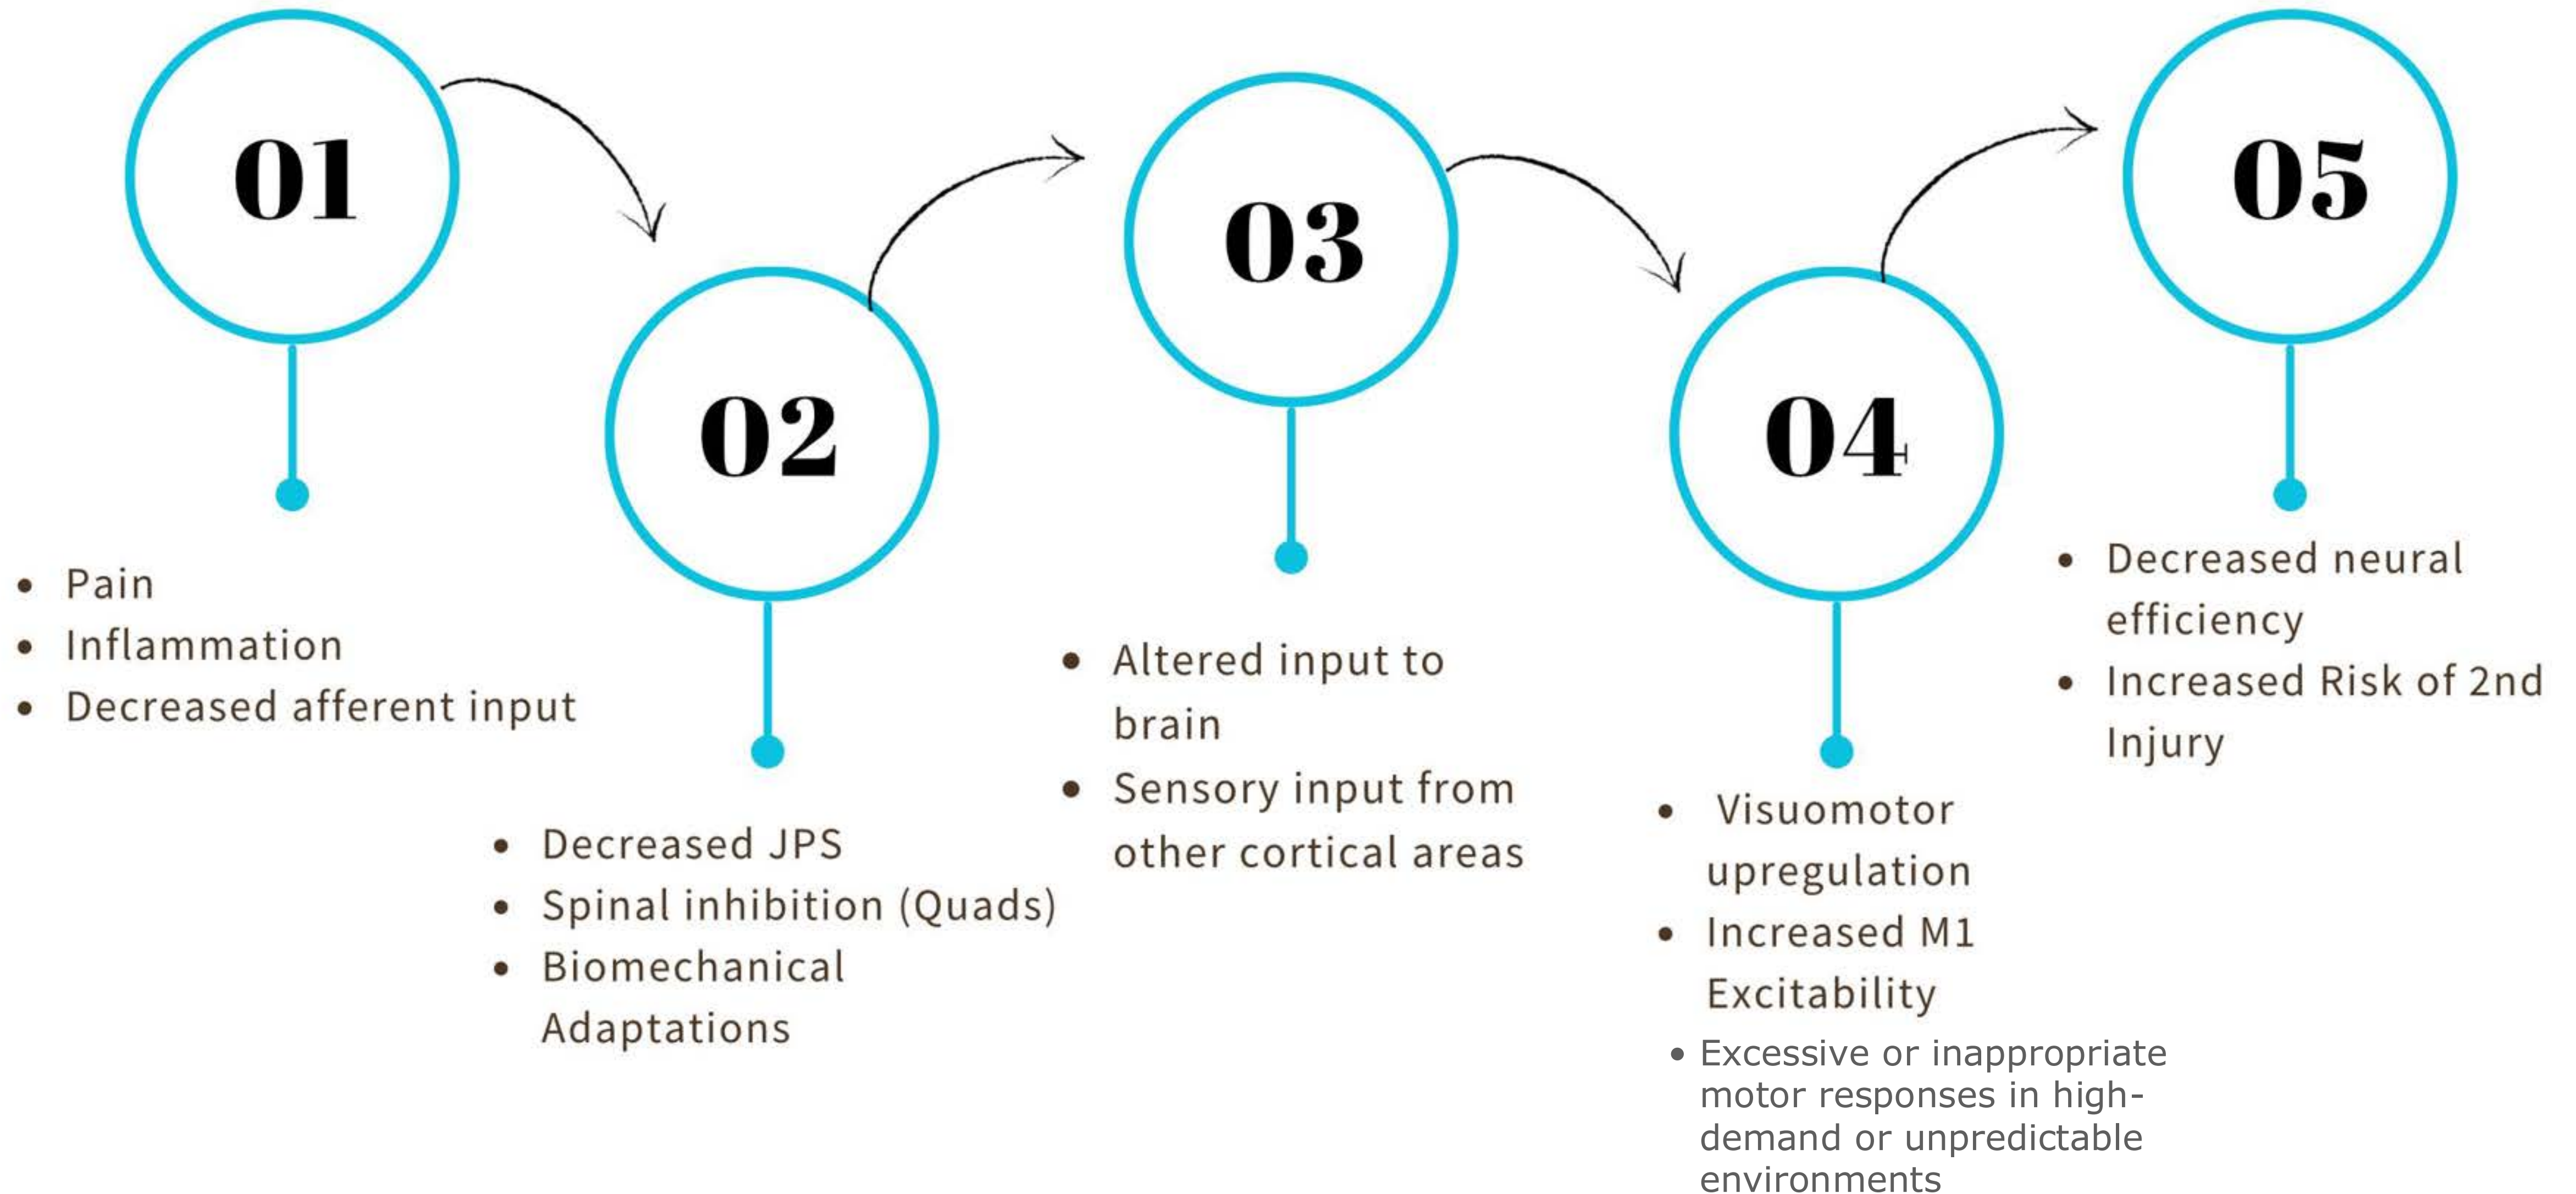 01
• Pain
• Inflammation
• Decreased afferent input
02
• Decreased JPS
• Spinal inhibition (Quads)
• Biomechanical
Adaptations
03
• Altered input to
brain
• Sensory input from
other cortical areas
04
• Visuomotor
upregulation
• Increased M1
Excitability
• Excessive or inappropriate
motor responses in high-
demand or unpredictable
environments
05
• Decreased neural
efficiency
• Increased Risk of 2nd
Injury